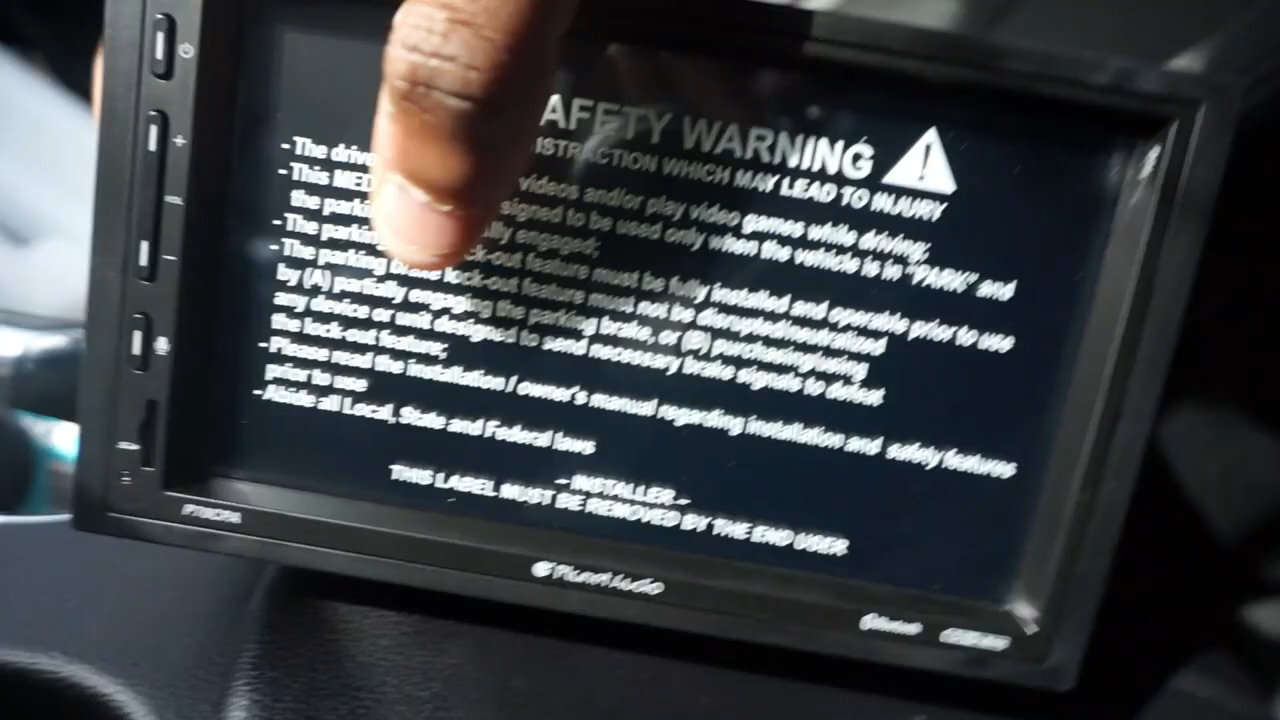 AFETY WARNING
ISTRACTION WHICH MAY LEAD TO INJURY
- The drive videos and/or play video games while driving;
- This MED signed to be used only when the vehicle is in "PARK" and
the parki lly engaged;
- The parkin ck-out feature must be fully installed and operable prior to use
- The parking brake lock-out feature must not be disrupted/neutralized
by (A) partially engaging the parking brake, or (B) purchasing/using
any device or unit designed to send necessary brake signals to defeat
the lock-out feature;
- Please read the installation / owner's manual regarding installation and safety features
prior to use
- Abide all Local, State and Federal laws
- INSTALLER -
THIS LABEL MUST BE REMOVED BY THE END USER
Planet Audio